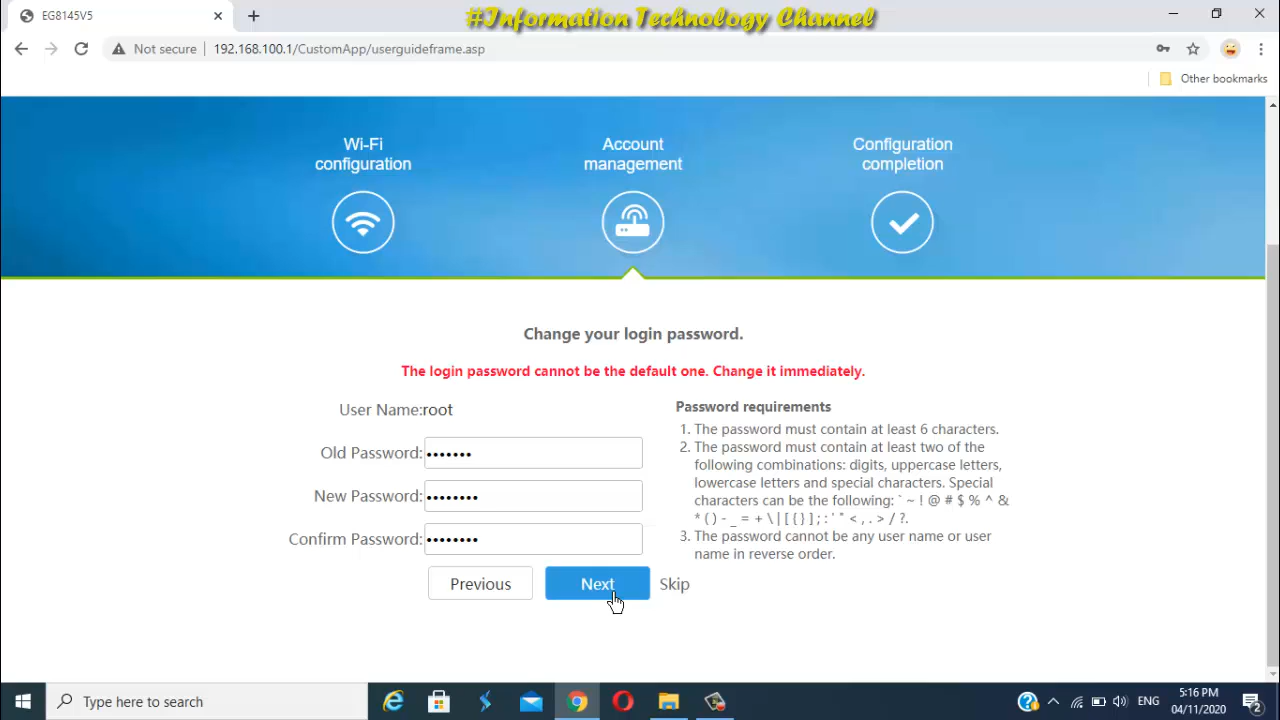 EG8145V5
#Information Technology Channel
Not secure
192.168.100.1/CustomApp/userguideframe.asp
Other bookmarks
Wi-Fi
configuration
Account
management
Configuration
completion
Change your login password.
The login password cannot be the default one. Change it immediately.
User Name:root
Old Password:
•••••••
New Password:
••••••••
Confirm Password:
••••••••
Previous
Next
Skip
Password requirements
1. The password must contain at least 6 characters.
2. The password must contain at least two of the
following combinations: digits, uppercase letters,
lowercase letters and special characters. Special
characters can be the following: ` ~ ! @ # $ % ^ &
* ( ) - _ = + \ | [ { } ] ; : ' " < , . > / ?.
3. The password cannot be any user name or user
name in reverse order.
Type here to search
ENG
5:16 PM
04/11/2020
2